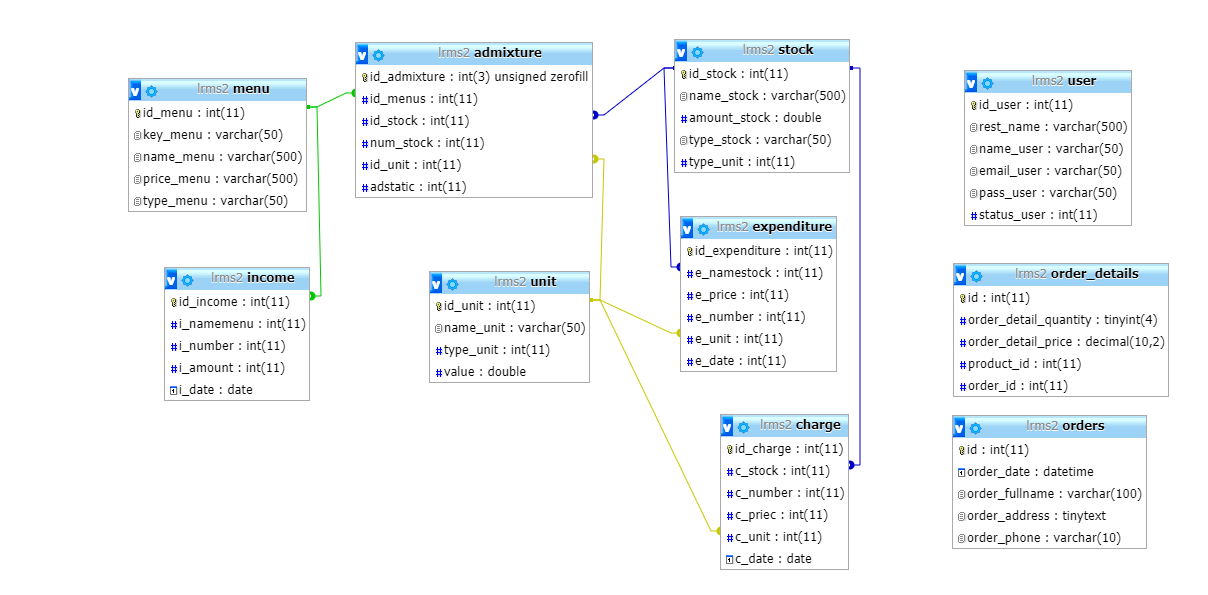 lrms2 menu
id_menu : int(11)
key_menu : varchar(50)
name_menu : varchar(500)
price_menu : varchar(500)
type_menu : varchar(50)
lrms2 admixture
id_admixture : int(3) unsigned zerofill
id_menus : int(11)
id_stock : int(11)
num_stock : int(11)
id_unit : int(11)
adstatic : int(11)
lrms2 stock
id_stock : int(11)
name_stock : varchar(500)
amount_stock : double
type_stock : varchar(50)
type_unit : int(11)
lrms2 user
id_user : int(11)
rest_name : varchar(500)
name_user : varchar(50)
email_user : varchar(50)
pass_user : varchar(50)
status_user : int(11)
lrms2 income
id_income : int(11)
i_namemenu : int(11)
i_number : int(11)
i_amount : int(11)
i_date : date
lrms2 unit
id_unit : int(11)
name_unit : varchar(50)
type_unit : int(11)
value : double
lrms2 expenditure
id_expenditure : int(11)
e_namestock : int(11)
e_price : int(11)
e_number : int(11)
e_unit : int(11)
e_date : int(11)
lrms2 order_details
id : int(11)
order_detail_quantity : tinyint(4)
order_detail_price : decimal(10,2)
product_id : int(11)
order_id : int(11)
lrms2 charge
id_charge : int(11)
c_stock : int(11)
c_number : int(11)
c_priec : int(11)
c_unit : int(11)
c_date : date
lrms2 orders
id : int(11)
order_date : datetime
order_fullname : varchar(100)
order_address : tinytext
order_phone : varchar(10)